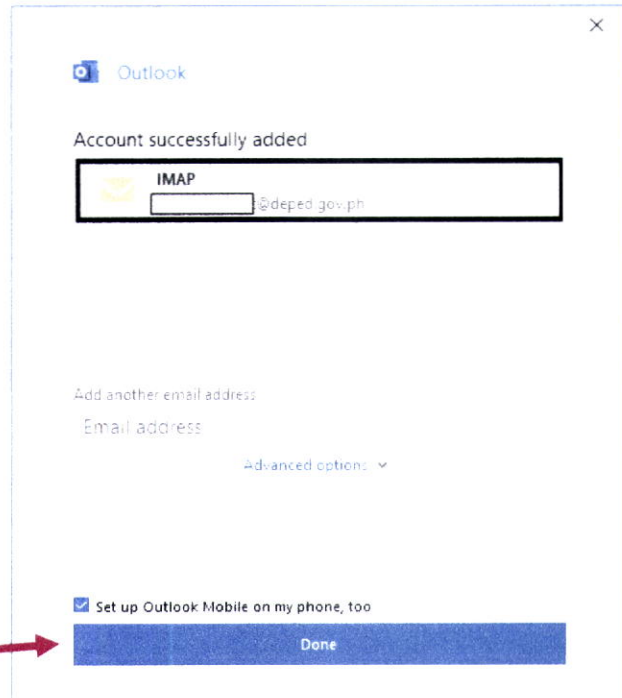 Outlook
Account successfully added
IMAP
@deped.gov.ph
Add another email address
Email address
Advanced options
Set up Outlook Mobile on my phone, too
Done